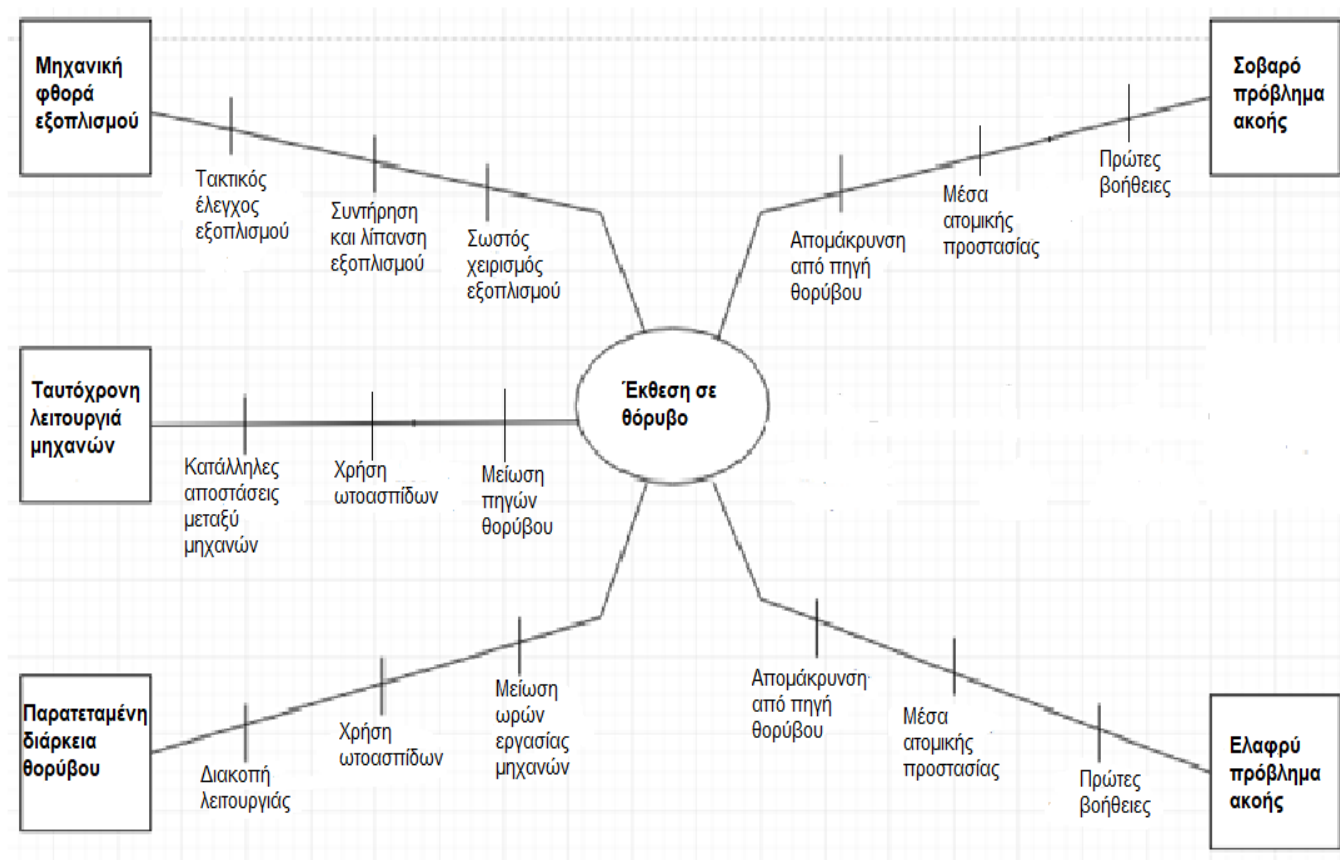 Μηχανική
φθορά
εξοπλισμού
Τακτικός
έλεγχος
εξοπλισμού
Συντήρηση
και λίπανση
εξοπλισμού
Σωστός
χειρισμός
εξοπλισμού
Απομάκρυνση
από πηγή
θορύβου
Μέσα
ατομικής
προστασίας
Πρώτες
βοήθειες
Σοβαρό
πρόβλημα
ακοής
Ταυτόχρονη
λειτουργιά
μηχανών
Κατάλληλες
αποστάσεις
μεταξύ
μηχανών
Χρήση
ωτοασπίδων
Μείωση
πηγών
θορύβου
Έκθεση σε
θόρυβο
Παρατεταμένη
διάρκεια
θορύβου
Διακοπή
λειτουργιάς
Χρήση
ωτοασπίδων
Μείωση
ωρών
εργασίας
μηχανών
Απομάκρυνση
από πηγή
θορύβου
Μέσα
ατομικής
προστασίας
Πρώτες
βοήθειες
Ελαφρύ
πρόβλημα
ακοής